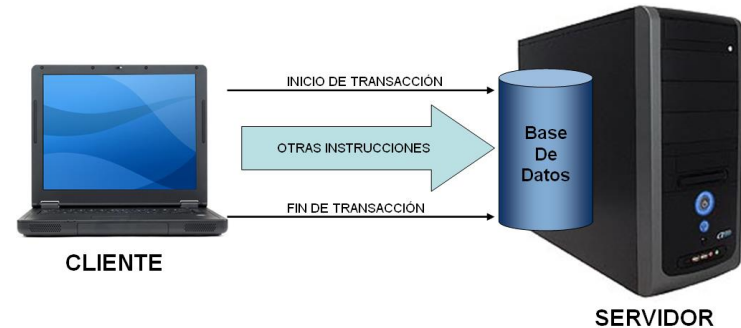 INICIO DE TRANSACCIÓN
OTRAS INSTRUCCIONES
FIN DE TRANSACCIÓN
Base
De
Datos
CLIENTE
SERVIDOR